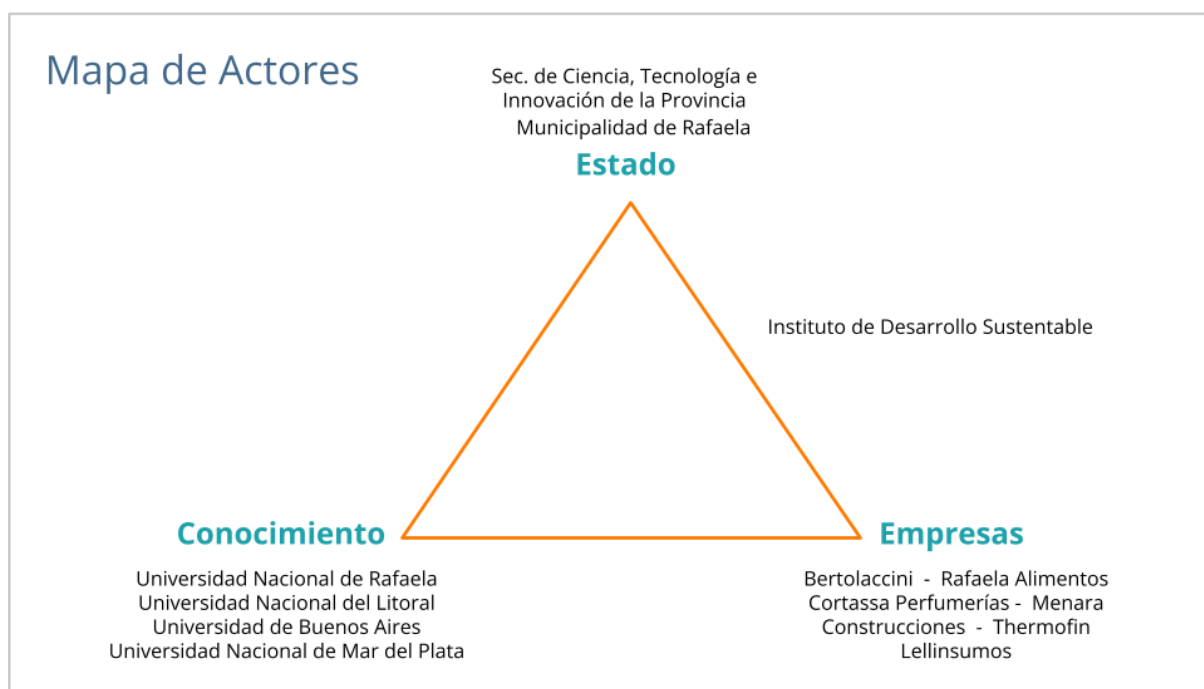 Mapa de Actores
Sec. de Ciencia, Tecnología e
Innovación de la Provincia
Municipalidad de Rafaela
Estado
Instituto de Desarrollo Sustentable
Conocimiento
Universidad Nacional de Rafaela
Universidad Nacional del Litoral
Universidad de Buenos Aires
Universidad Nacional de Mar del Plata
Empresas
Bertolaccini - Rafaela Alimentos
Cortassa Perfumerías - Menara
Construcciones - Thermofin
Lellinsumos